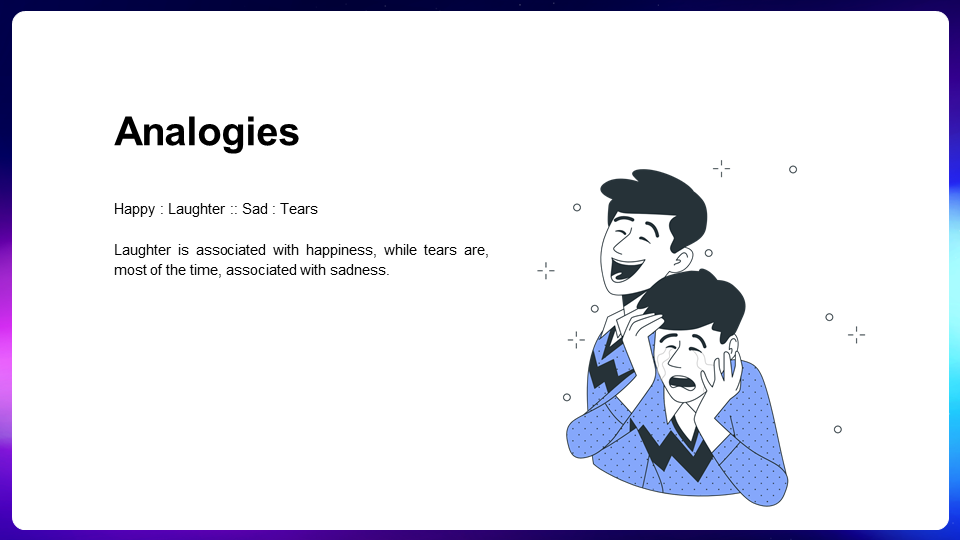 Analogies
Happy : Laughter :: Sad : Tears
Laughter is associated with happiness, while tears are,
most of the time, associated with sadness.